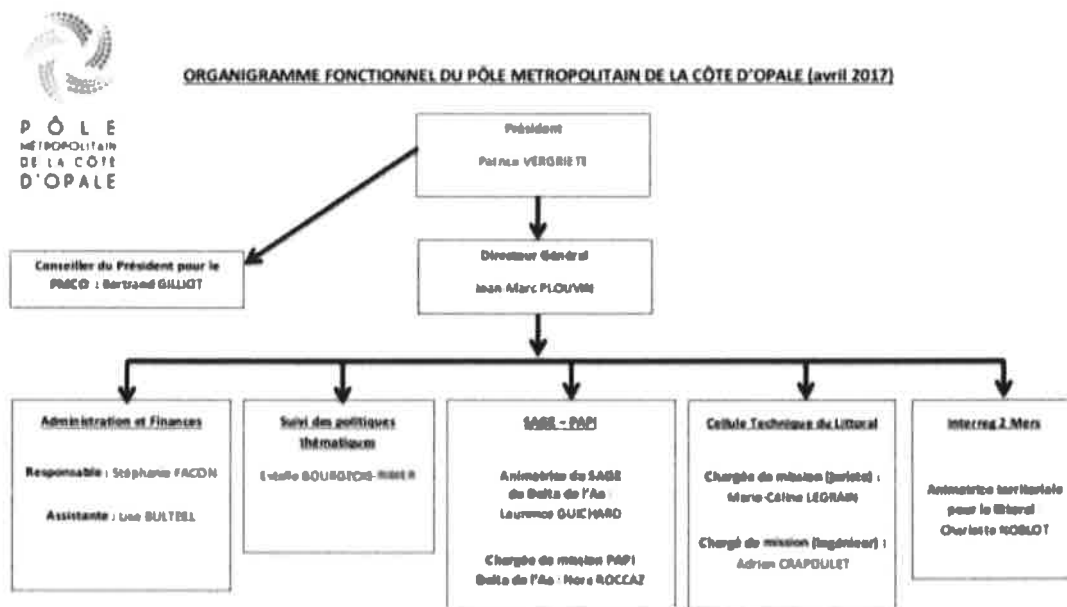 PÔLE
MÉTROPOLITAIN
DE LA CÔTE
D'OPALE
ORGANIGRAMME FONCTIONNEL DU PÔLE METROPOLITAIN DE LA CÔTE D'OPALE (avril 2017)
Président
Patrice VERGRIETE
Conseiller du Président pour le
PMCO : Bertrand GILLIOT
Directeur Général
Jean Marc PLOUVIN
Administration et Finances
Responsable : Stéphanie FACON
Assistante : Lise BULTEEL
Suivi des politiques
thématiques
Estelle BOURGEOIS-
SAGE – PAPI
Animatrice du SAGE
du Delta de l'Aa :
Laurence GUICHARD
Chargée de mission PAPI
Delta de l'Aa : Nora ROCCAZ
Cellule Technique du Littoral
Chargée de mission (juriste) :
Marie-Céline LEGRAIN
Chargé de mission (ingénieur) :
Adrien CRAPOULET
Interreg 2 Mers
Animatrice territoriale
pour le littoral
Charlotte NOBLOT